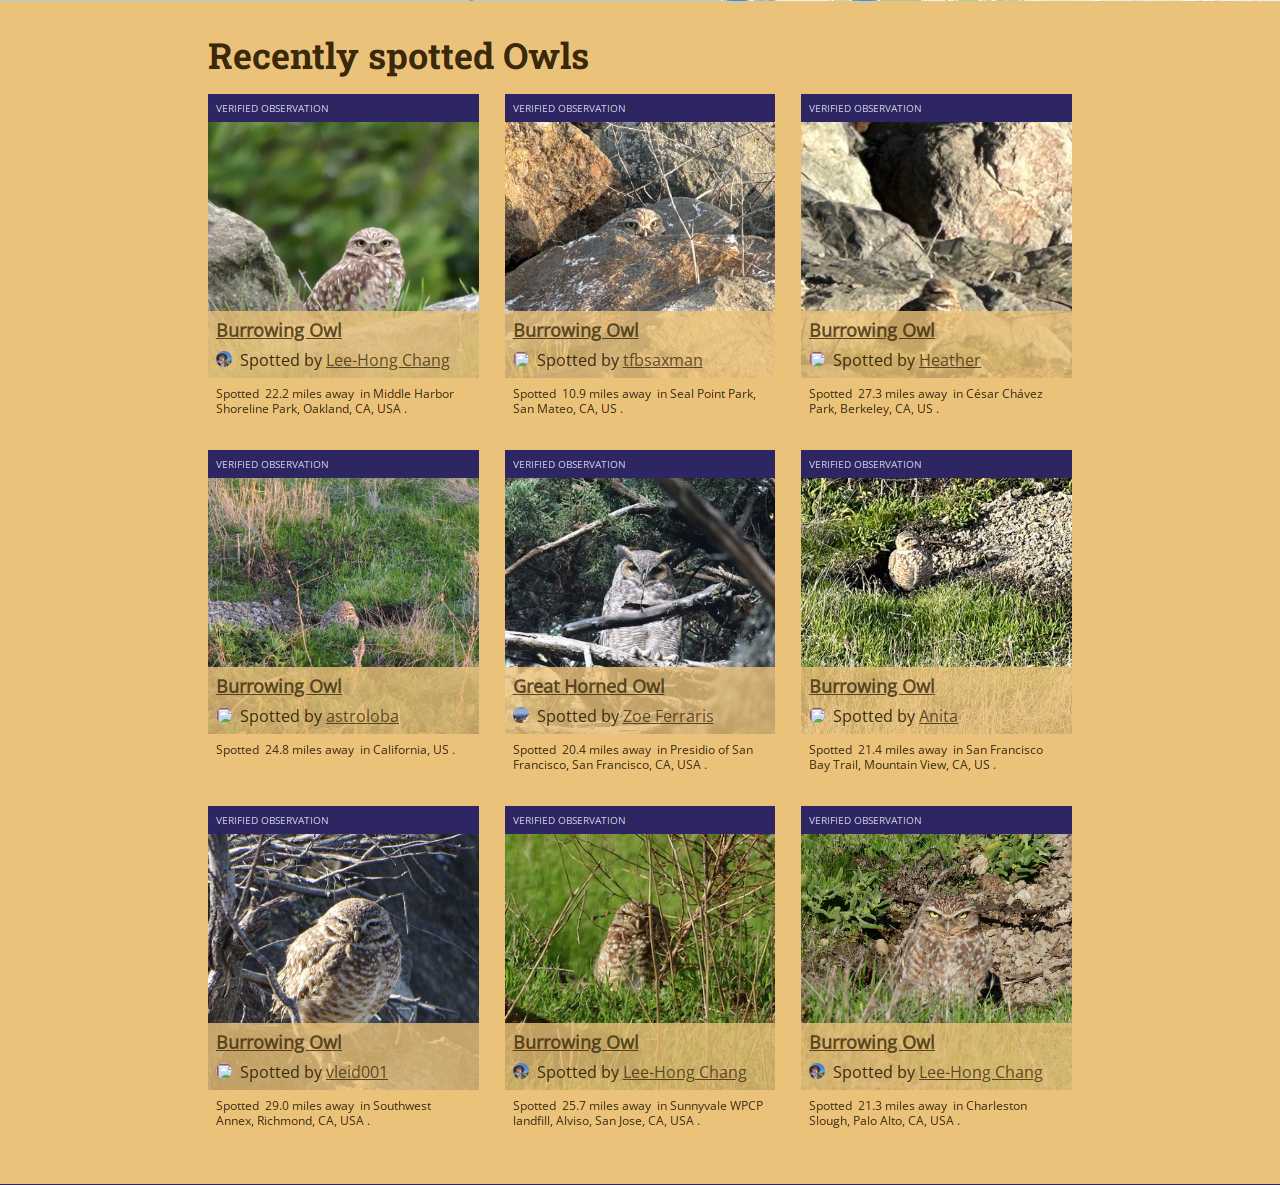 Recently spotted Owls
VERIFIED OBSERVATION
Burrowing Owl
Spotted by Lee-Hong Chang
Spotted 22.2 miles away in Middle Harbor
Shoreline Park, Oakland, CA, USA .
VERIFIED OBSERVATION
Burrowing Owl
Spotted by tfbsaxman
Spotted 10.9 miles away in Seal Point Park,
San Mateo, CA, US .
VERIFIED OBSERVATION
Burrowing Owl
Spotted by Heather
Spotted 27.3 miles away in César Chávez
Park, Berkeley, CA, US .
VERIFIED OBSERVATION
Burrowing Owl
Spotted by astroloba
Spotted 24.8 miles away in California, US .
VERIFIED OBSERVATION
Great Horned Owl
Spotted by Zoe Ferraris
Spotted 20.4 miles away in Presidio of San
Francisco, San Francisco, CA, USA .
VERIFIED OBSERVATION
Burrowing Owl
Spotted by Anita
Spotted 21.4 miles away in San Francisco
Bay Trail, Mountain View, CA, US .
VERIFIED OBSERVATION
Burrowing Owl
Spotted by vleid001
Spotted 29.0 miles away in Southwest
Annex, Richmond, CA, USA .
VERIFIED OBSERVATION
Burrowing Owl
Spotted by Lee-Hong Chang
Spotted 25.7 miles away in Sunnyvale WPCP
landfill, Alviso, San Jose, CA, USA .
VERIFIED OBSERVATION
Burrowing Owl
Spotted by Lee-Hong Chang
Spotted 21.3 miles away in Charleston
Slough, Palo Alto, CA, USA .